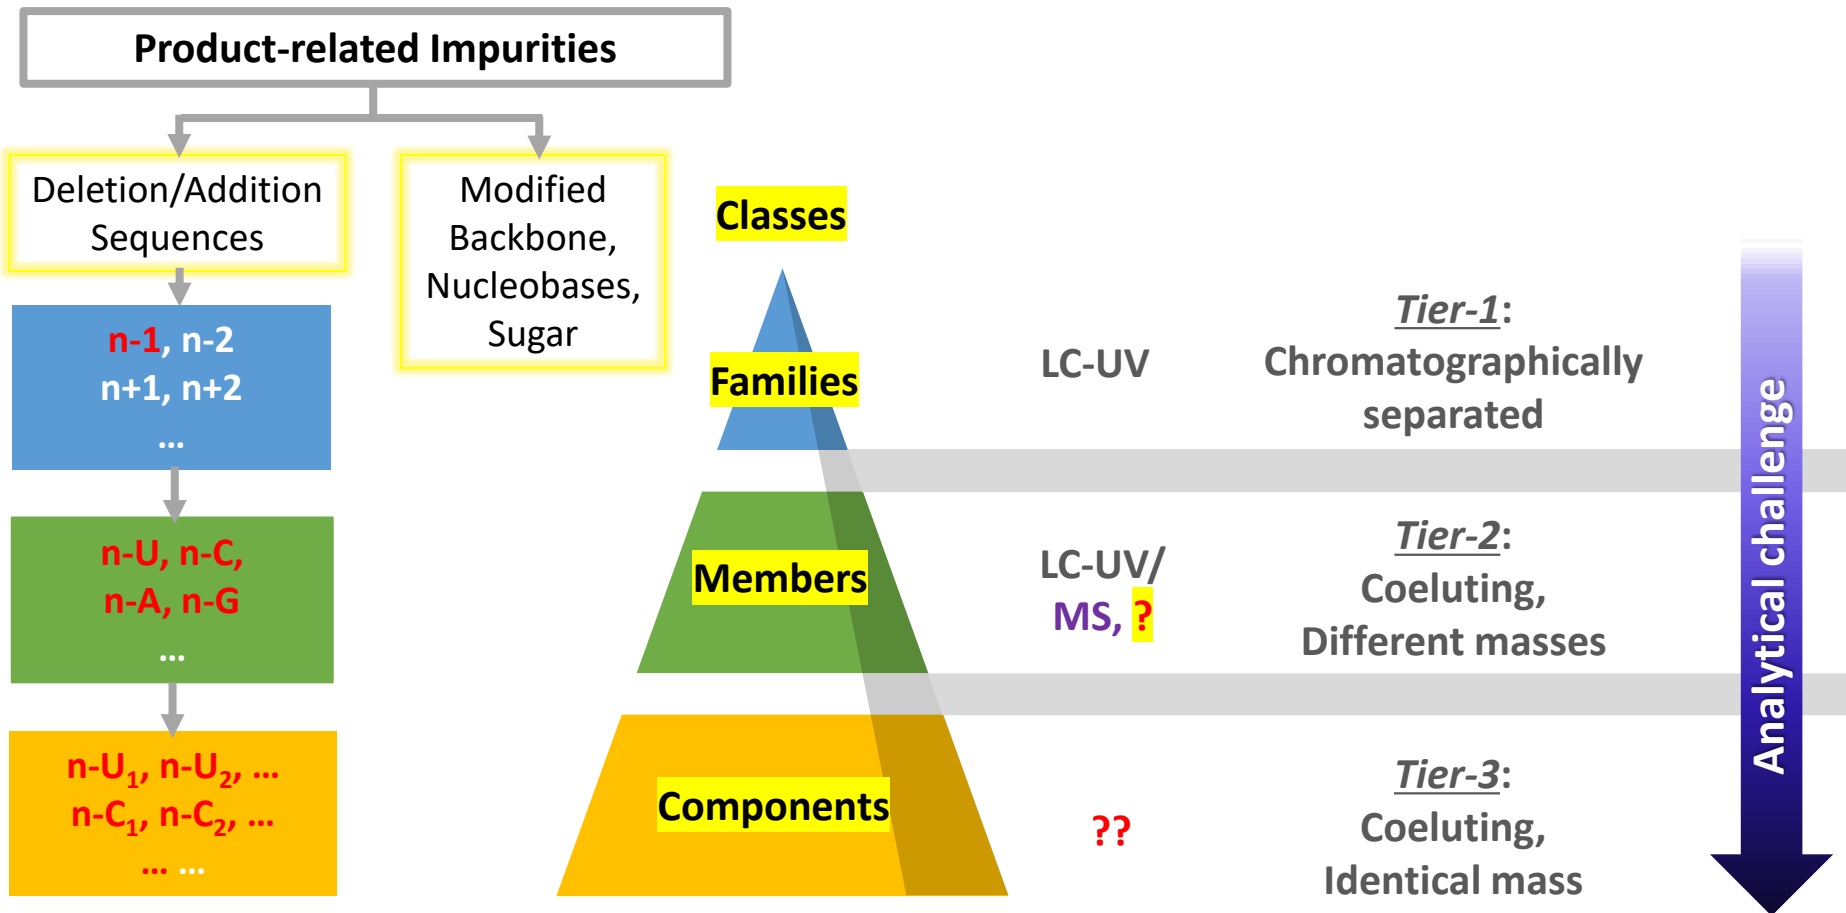 Product-related Impurities
Deletion/Addition
Sequences
Modified
Backbone,
Nucleobases,
Sugar
n-1, n-2
n+1, n+2
...
n-U, n-C,
n-A, n-G
...
n-U₁, n-U₂, ...
n-C₁, n-C₂, ...
... ...
Classes
Families
Members
Components
LC-UV
LC-UV/
MS, ?
??
Tier-1:
Chromatographically
separated
Tier-2:
Coeluting,
Different masses
Tier-3:
Coeluting,
Identical mass
Analytical challenge